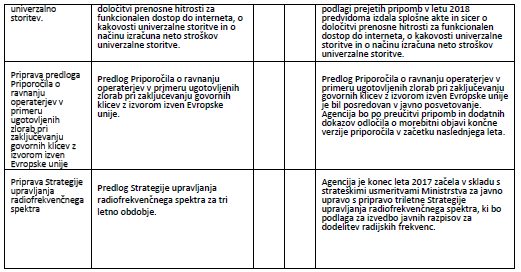 univerzalno
storitev.
določitvi prenosne hitrosti za
funkcionalen dostop do interneta, o
kakovosti univerzalne storitve in o
načinu izračuna neto stroškov
univerzalne storitve.
podlagi prejetih pripomb v letu 2018
predvidoma izdala splošne akte in sicer o
določitvi prenosne hitrosti za funkcionalen
dostop do interneta, o kakovosti univerzalne
storitve in o načinu izračuna neto stroškov
univerzalne storitve.
Priprava predloga
Priporočila o
ravnanju
operaterjev v
primeru
ugotovljenih
zlorab pri
zaključevanju
govornih klicev z
izvorom izven
Evropske unije
Predlog Priporočila o ravnanju
operaterjev v primeru ugotovljenih
zlorab pri zaključevanju govornih
klicev z izvorom izven Evropske
unije.
Predlog Priporočila o ravnanju operaterjev v
primeru ugotovljenih zlorab pri zaključevanju
govornih klicev z izvorom izven Evropske unije
je bil posredovan v javno posvetovanje.
Agencija bo po preučitvi pripomb in dodatnih
dokazov odločila o morebitni objavi končne
verzije priporočila v začetku naslednjega leta.
Priprava Strategije
upravljanja
radiofrekvenčnega
spektra
Predlog Strategije upravljanja
radiofrekvenčnega spektra za tri
letno obdobje.
Agencija je konec leta 2017 začela v skladu s
strateškimi usmeritvami Ministrstva za javno
upravo s pripravo triletne Strategije
upravljanja radiofrekvenčnega spektra, ki bo
podlaga za izvedbo javnih razpisov za
dodelitev radijskih frekvenc.